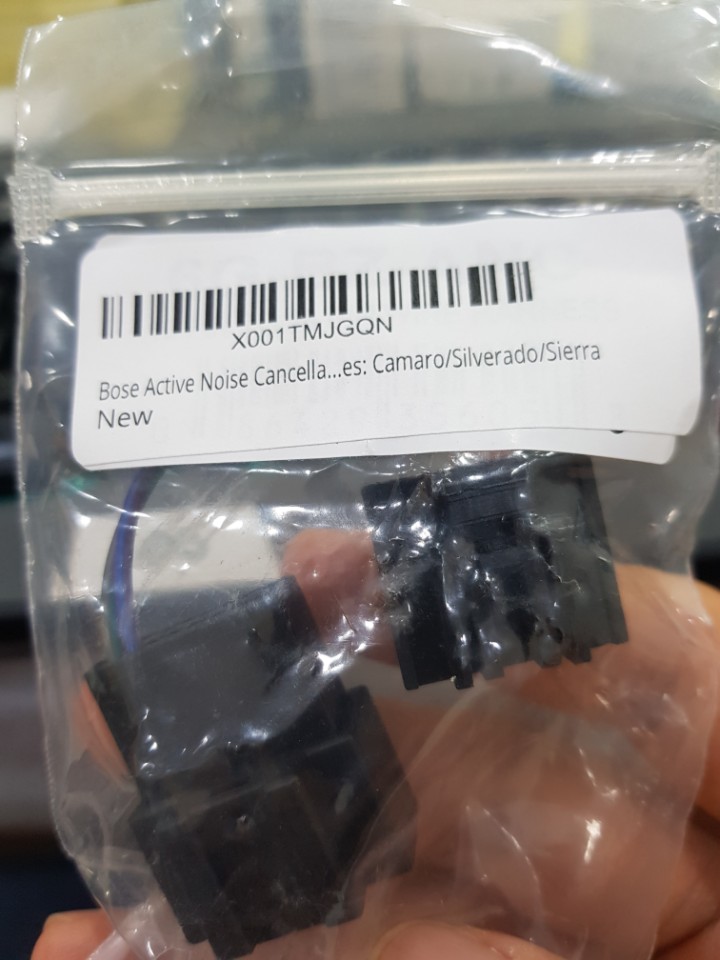 X001TMJGQN
Bose Active Noise Cancella...es: Camaro/Silverado/Sierra
New